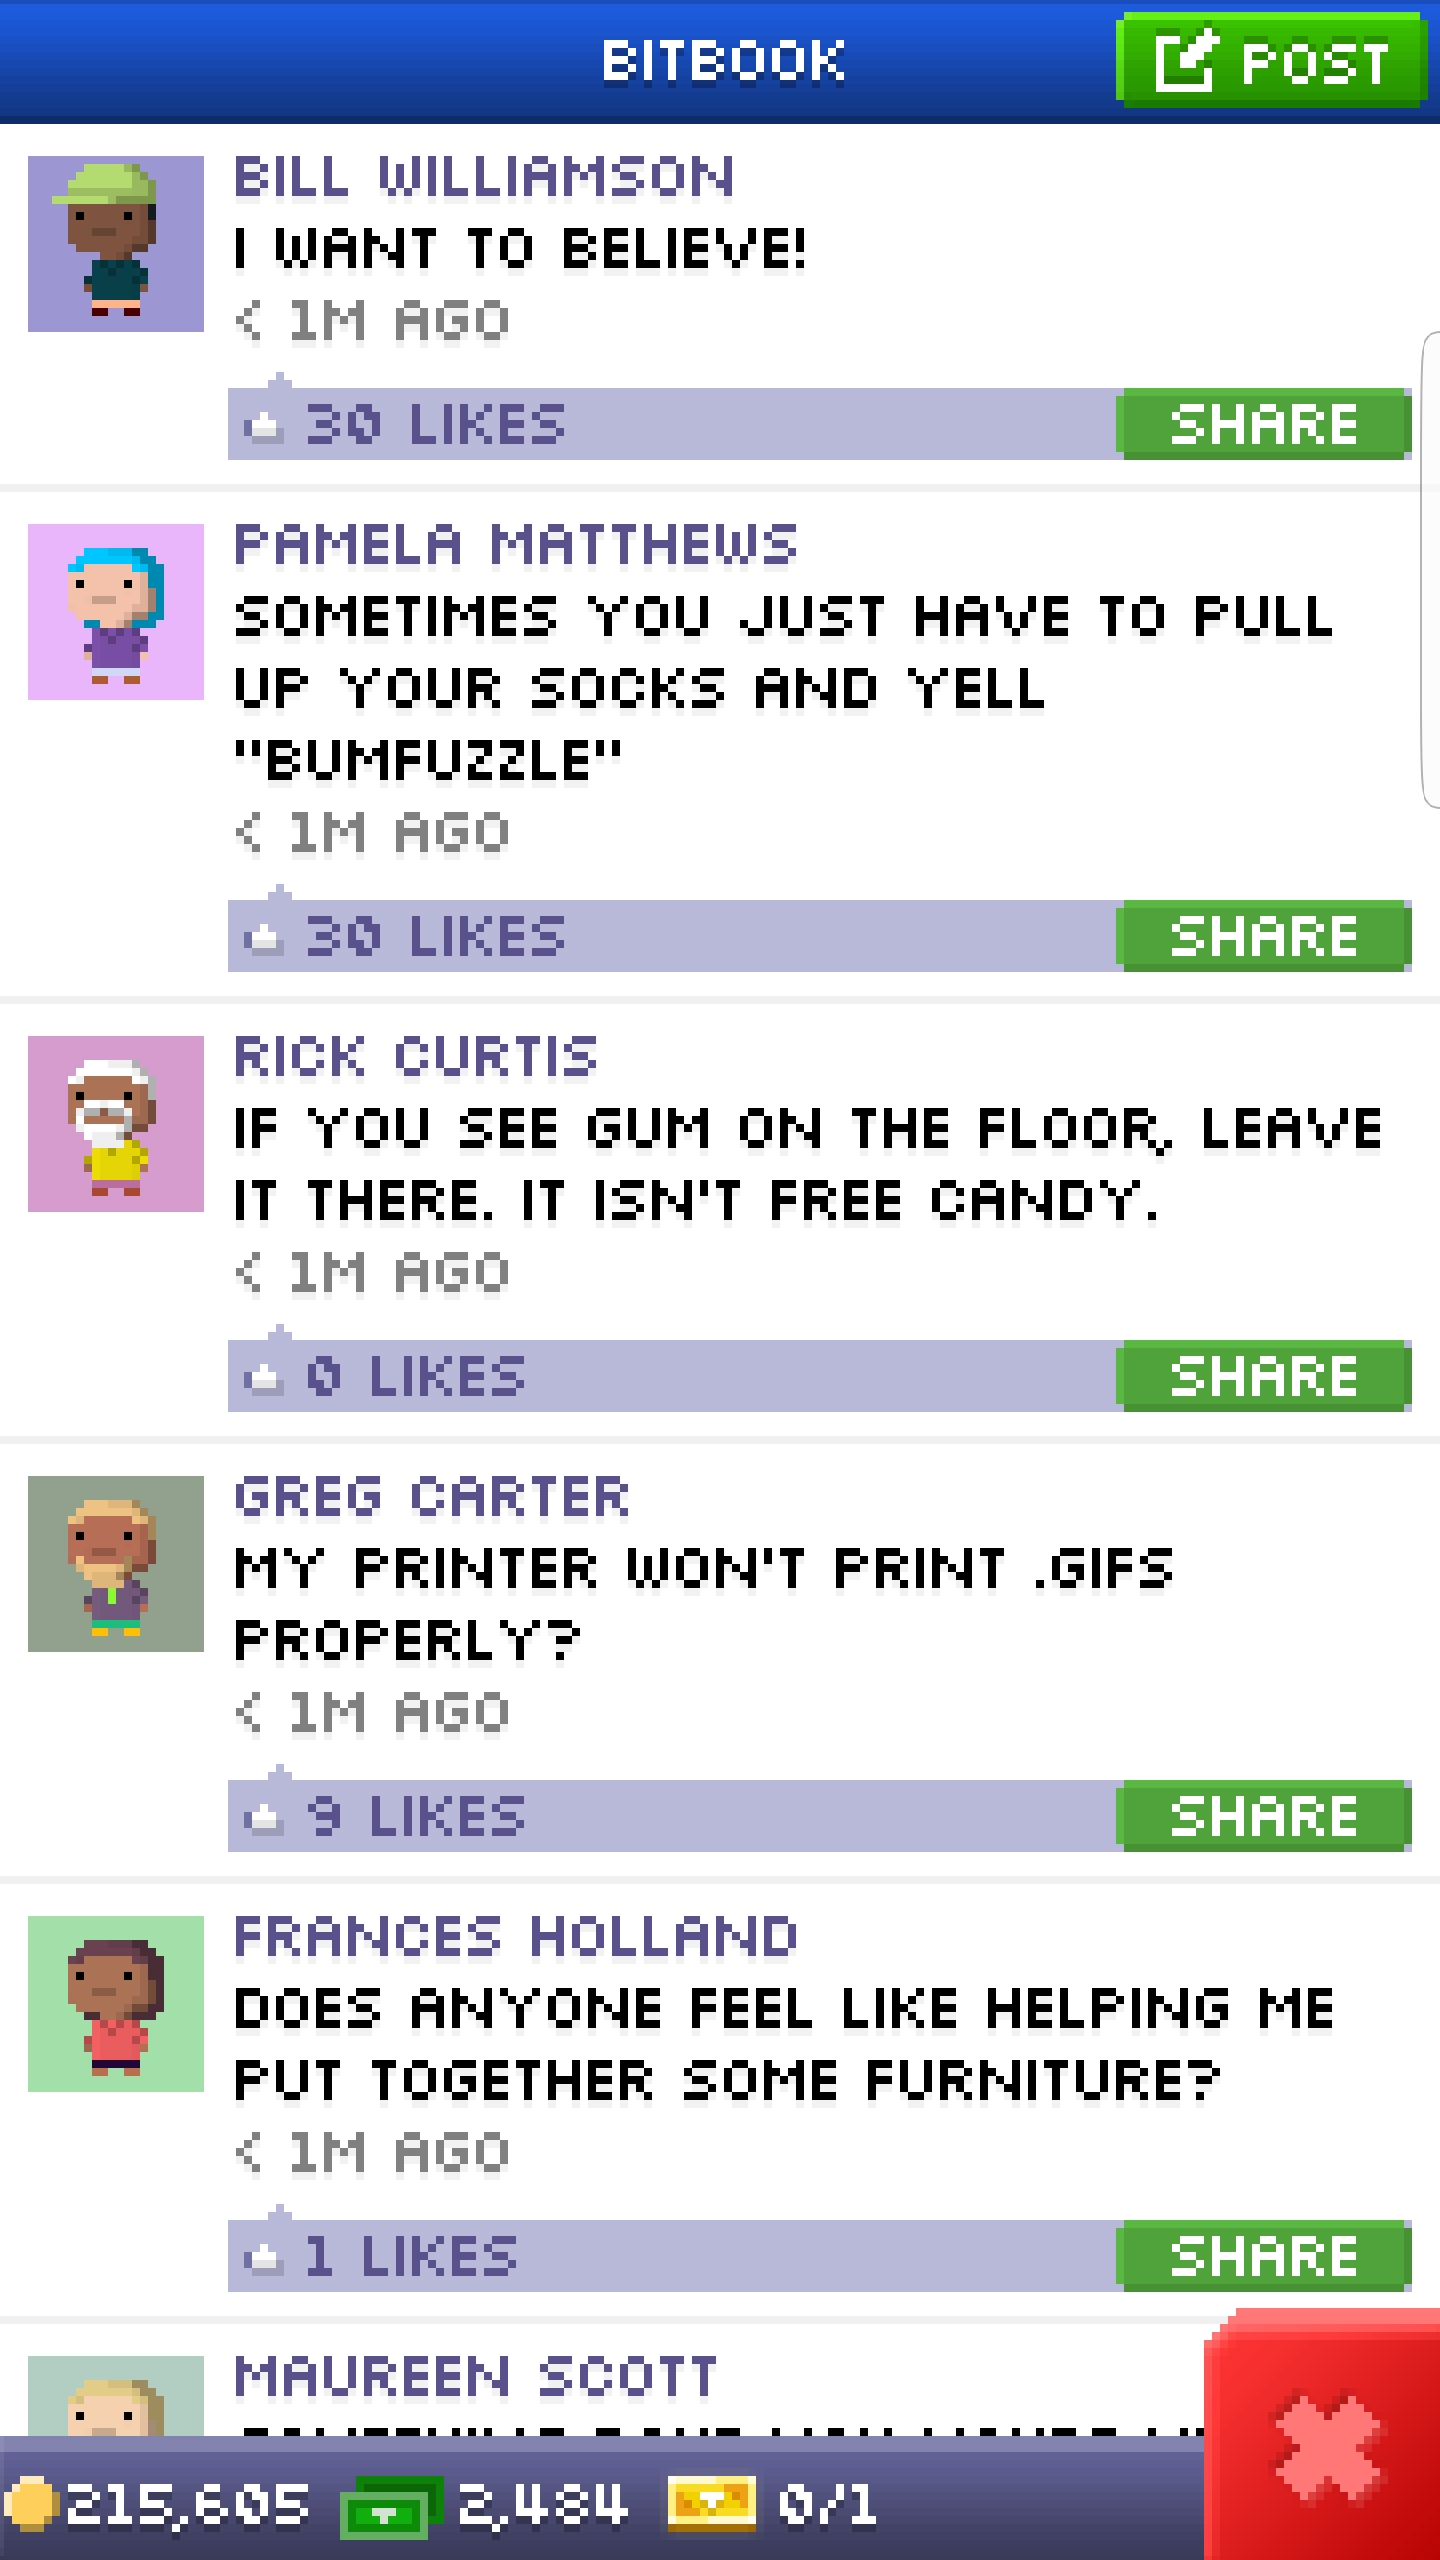 BITBOOK
POST
BILL WILLIAMSON
I WANT TO BELIEVE!
< 1M AGO
30 LIKES
SHARE
PAMELA MATTHEWS
SOMETIMES YOU JUST HAVE TO PULL
UP YOUR SOCKS AND YELL
"BUMFUZZLE"
< 1M AGO
30 LIKES
SHARE
RICK CURTIS
IF YOU SEE GUM ON THE FLOOR, LEAVE
IT THERE. IT ISN'T FREE CANDY.
< 1M AGO
0 LIKES
SHARE
GREG CARTER
MY PRINTER WON'T PRINT .GIFS
PROPERLY?
< 1M AGO
9 LIKES
SHARE
FRANCES HOLLAND
DOES ANYONE FEEL LIKE HELPING ME
PUT TOGETHER SOME FURNITURE?
< 1M AGO
1 LIKES
SHARE
MAUREEN SCOTT
215,605
2,484
0/1